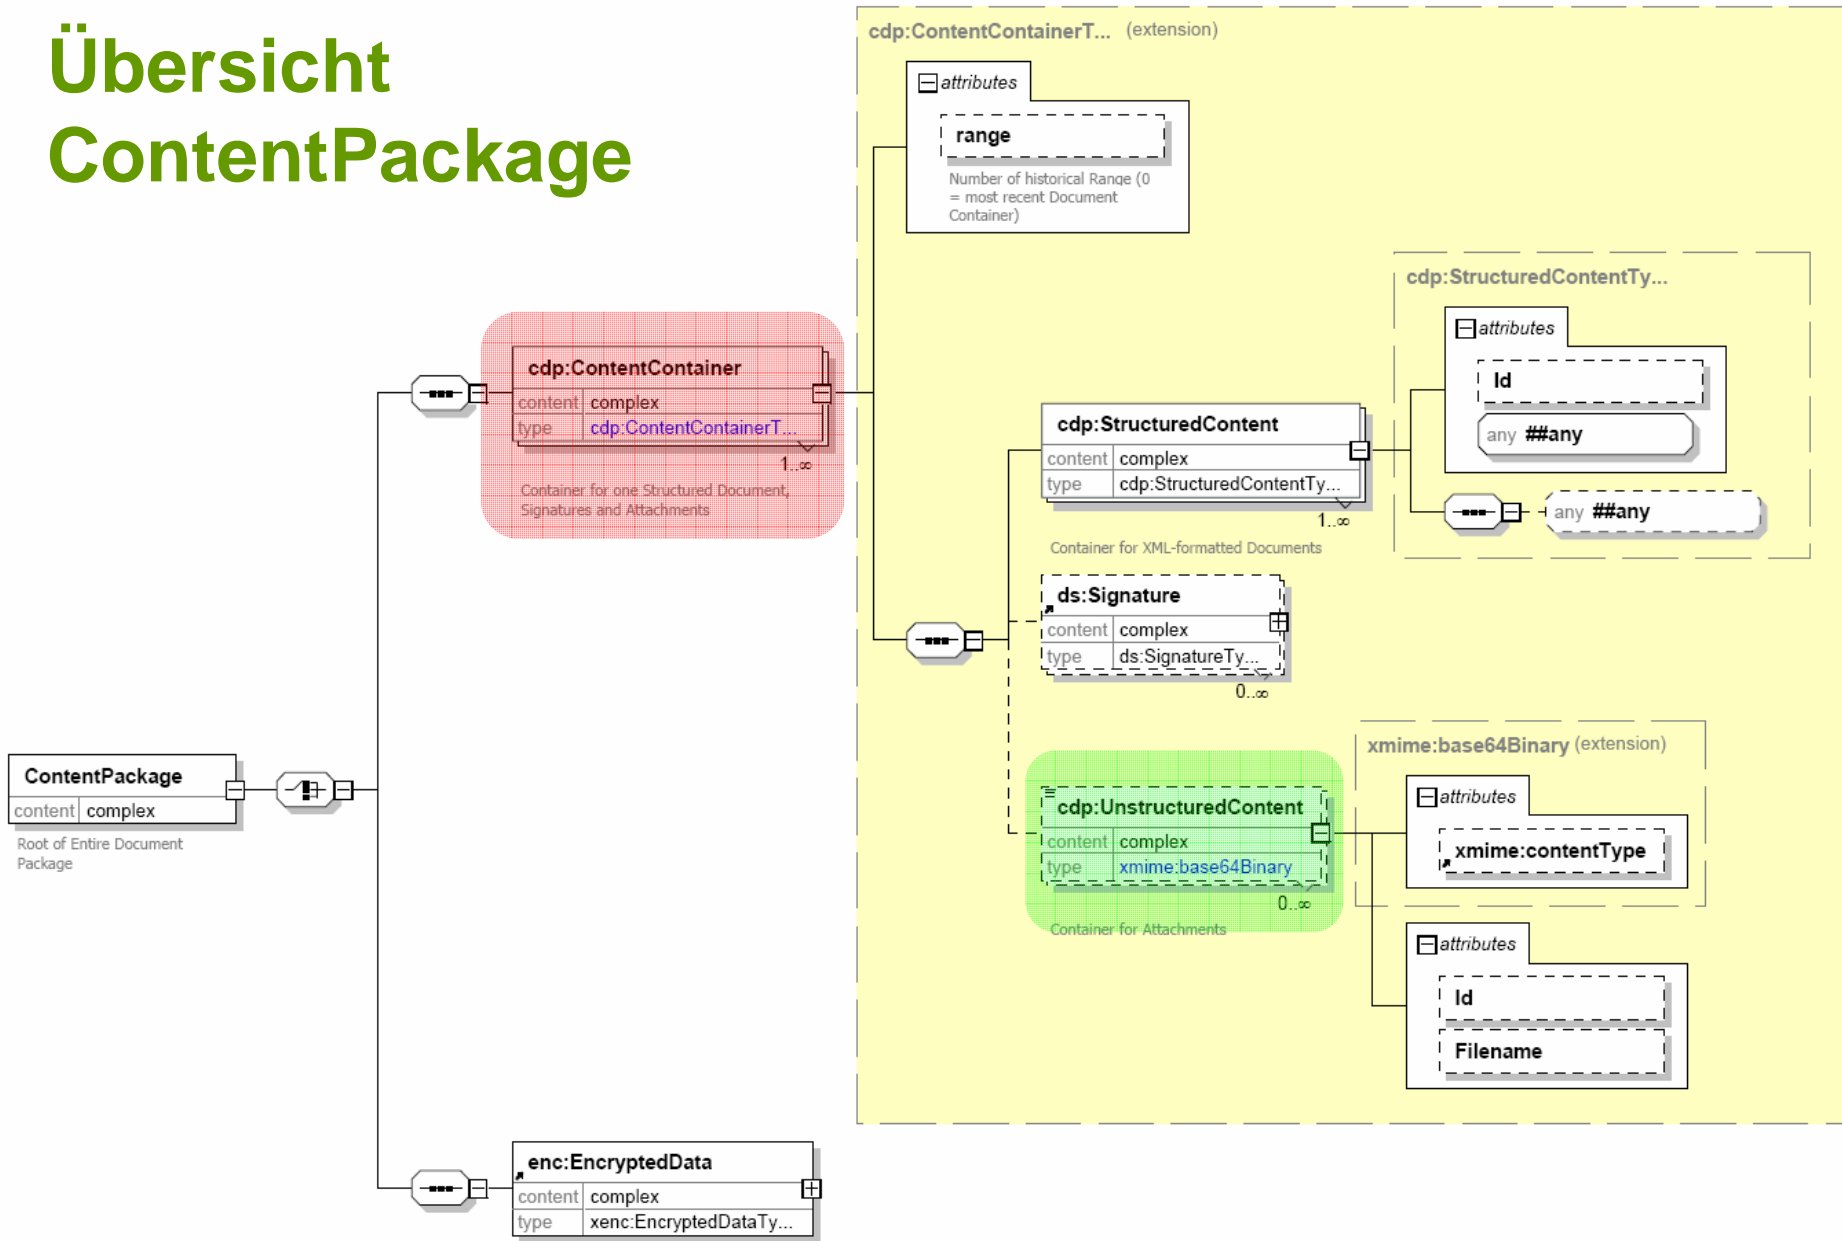 Übersicht
ContentPackage
cdp:ContentContainerT... (extension)
attributes
range
Number of historical Range (0
= most recent Document
Container)
cdp:StructuredContentTy...
attributes
Id
any ##any
any ##any
cdp:ContentContainer
content complex
type cdp:ContentContainerT...
1..∞
Container for one Structured Document,
Signatures and Attachments
cdp:StructuredContent
content complex
type cdp:StructuredContentTy...
1..∞
Container for XML-formatted Documents
ds:Signature
content complex
type ds:SignatureTy...
0..∞
ContentPackage
content complex
Root of Entire Document
Package
cdp:UnstructuredContent
content complex
type xmime:base64Binary
0..∞
Container for Attachments
xmime:base64Binary (extension)
attributes
xmime:contentType
attributes
Id
Filename
enc:EncryptedData
content complex
type xenc:EncryptedDataTy...